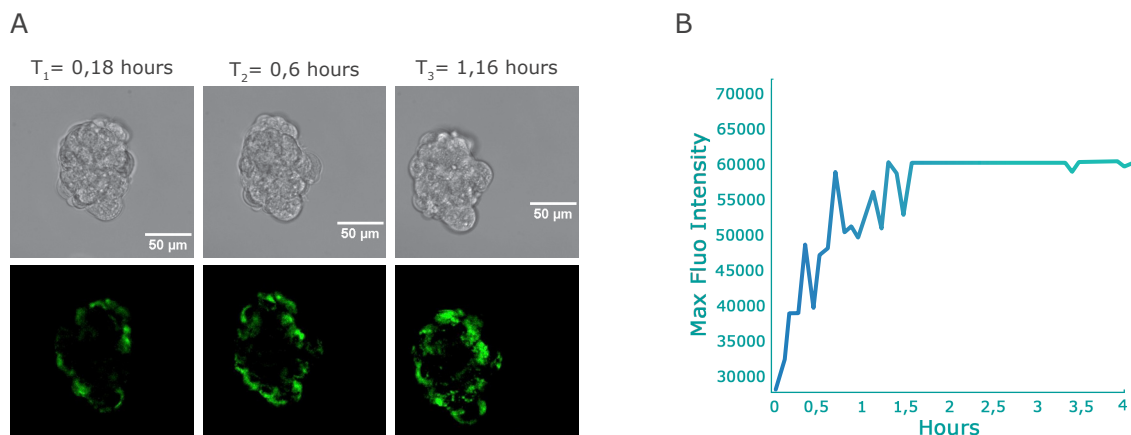 A
B
T1= 0,18 hours
T2= 0,6 hours
T3= 1,16 hours
50 µm
50 µm
50 µm
Max Fluo Intensity
70000
65000
60000
55000
50000
45000
40000
35000
30000
0 0,5 1 1,5 2 2,5 3 3,5 4
Hours